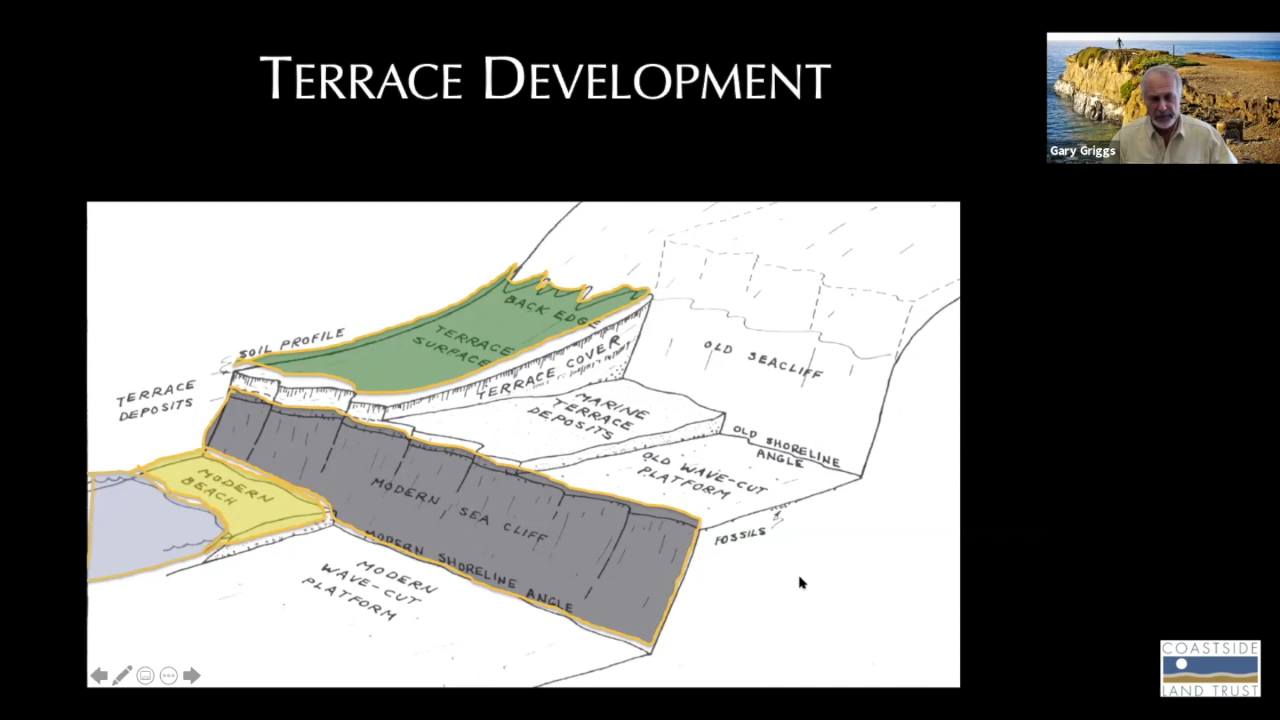 TERRACE DEVELOPMENT
Gary Griggs
SOIL PROFILE
TERRACE
DEPOSITS
BACK EDGE
TERRACE
SURFACE
TERRACE COVER
OLD SEACLIFF
MARINE
TERRACE
DEPOSITS
OLD SHORELINE
ANGLE
OLD WAVE-CUT
PLATFORM
FOSSILS
MODERN
BEACH
MODERN SEA CLIFF
MODERN SHORELINE ANGLE
MODERN
WAVE-CUT
PLATFORM
COASTSIDE
LAND TRUST